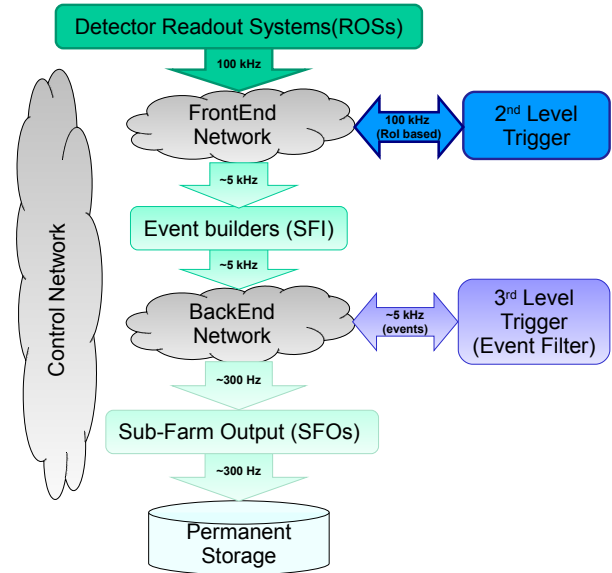 Detector Readout Systems(ROSs)
100 kHz
FrontEnd
Network
100 kHz
(RoI based)
2nd Level
Trigger
~5 kHz
Event builders (SFI)
~5 kHz
Control Network
BackEnd
Network
~5 kHz
(events)
3rd Level
Trigger
(Event Filter)
~300 Hz
Sub-Farm Output (SFOs)
~300 Hz
Permanent
Storage